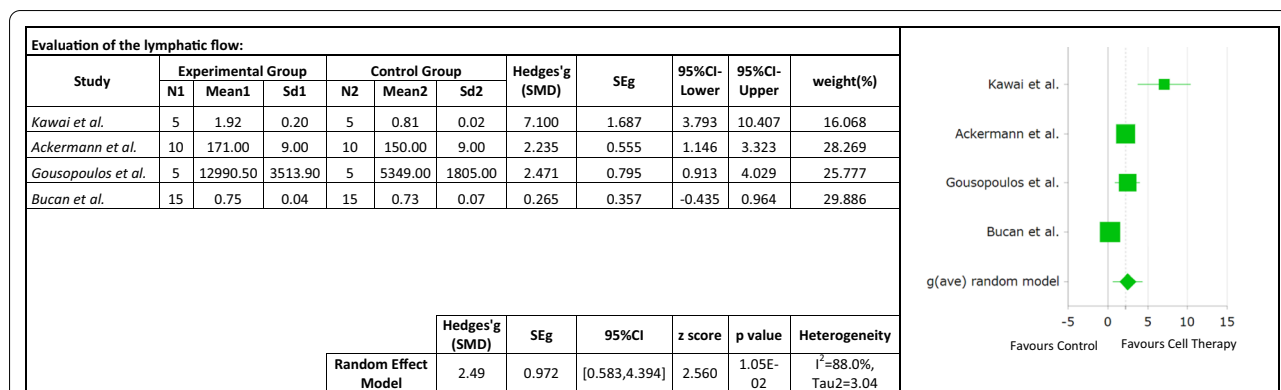 Evaluation of the lymphatic flow:
Study Experimental Group Control Group Hedges'g (SMD) SEg 95%CI-Lower 95%CI-Upper weight(%)
N1 Mean1 Sd1 N2 Mean2 Sd2
Kawai et al. 5 1.92 0.20 5 0.81 0.02 7.100 1.687 3.793 10.407 16.068
Ackermann et al. 10 171.00 9.00 10 150.00 9.00 2.235 0.555 1.146 3.323 28.269
Gousopoulos et al. 5 12990.50 3513.90 5 5349.00 1805.00 2.471 0.795 0.913 4.029 25.777
Bucan et al. 15 0.75 0.04 15 0.73 0.07 0.265 0.357 -0.435 0.964 29.886
Hedges'g (SMD) SEg 95%CI z score p value Heterogeneity
Random Effect Model 2.49 0.972 [0.583,4.394] 2.560 1.05E-02 I²=88.0%, Tau2=3.04
Kawai et al.
Ackermann et al.
Gousopoulos et al.
Bucan et al.
g(ave) random model
-5 0 5 10 15
Favours Control Favours Cell Therapy